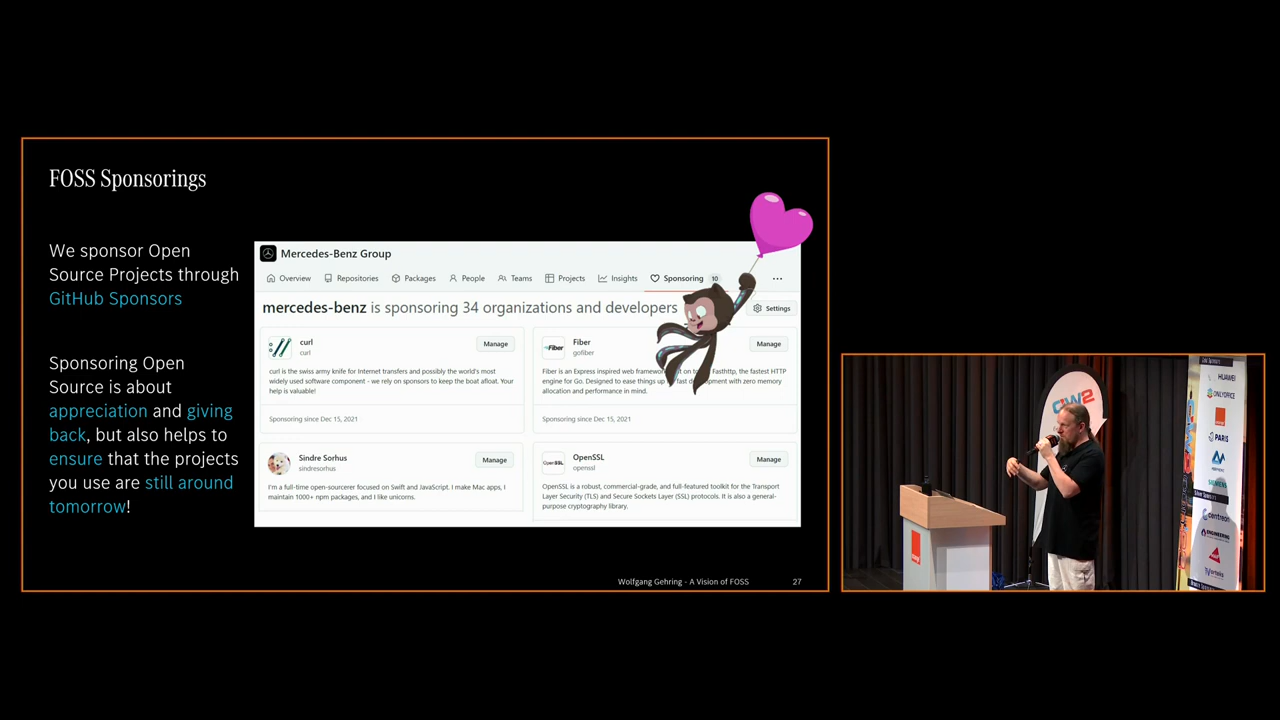 FOSS Sponsorings
We sponsor Open
Source Projects through
GitHub Sponsors
Sponsoring Open
Source is about
appreciation and giving
back, but also helps to
ensure that the projects
you use are still around
tomorrow!
Mercedes-Benz Group
Overview Repositories Packages People Teams Projects Insights Sponsoring 10
mercedes-benz is sponsoring 34 organizations and developers
Settings
curl
curl
Manage
curl is the swiss army knife for Internet transfers and possibly the world's most
widely used software component - we rely on sponsors to keep the boat afloat. Your
help is valuable!
Sponsoring since Dec 15, 2021
Fiber
gofiber
Manage
Fiber is an Express inspired web framework Fasthttp, the fastest HTTP
engine for Go. Designed to ease things up with zero memory
allocation and performance in mind.
Sponsoring since Dec 15, 2021
Sindre Sorhus
sindresorhus
Manage
I'm a full-time open-sourcer focused on Swift and JavaScript. I make Mac apps, I
maintain 1000+ npm packages, and I like unicorns.
OpenSSL
openssl
Manage
OpenSSL is a robust, commercial-grade, and full-featured toolkit for the Transport
Layer Security (TLS) and Secure Sockets Layer (SSL) protocols. It is also a general-
purpose cryptography library.
Wolfgang Gehring - A Vision of FOSS 27
OW2
HUAWEI
ONLYOFFICE
PARIS
centreon
ENGINEERING